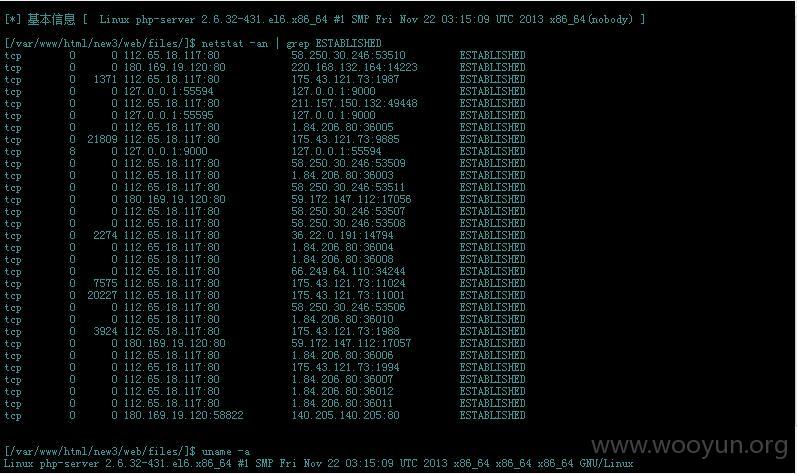 [*] 基本信息 [ Linux php-server 2.6.32-431.el6.x86_64 #1 SMP Fri Nov 22 03:15:09 UTC 2013 x86_64(nobody) ]
[/var/www/html/new3/web/files/]$ netstat -an | grep ESTABLISHED
tcp 0 0 112.65.18.117:80 58.250.30.246:53510 ESTABLISHED
tcp 0 0 180.169.19.120:80 220.168.132.164:14223 ESTABLISHED
tcp 0 1371 112.65.18.117:80 175.43.121.73:1987 ESTABLISHED
tcp 0 0 127.0.0.1:55594 127.0.0.1:9000 ESTABLISHED
tcp 0 0 112.65.18.117:80 211.157.150.132:49448 ESTABLISHED
tcp 0 0 127.0.0.1:55595 127.0.0.1:9000 ESTABLISHED
tcp 0 0 112.65.18.117:80 1.84.206.80:36005 ESTABLISHED
tcp 0 21809 112.65.18.117:80 175.43.121.73:9885 ESTABLISHED
tcp 8 0 127.0.0.1:9000 127.0.0.1:55594 ESTABLISHED
tcp 0 0 112.65.18.117:80 58.250.30.246:53509 ESTABLISHED
tcp 0 0 112.65.18.117:80 1.84.206.80:36003 ESTABLISHED
tcp 0 0 112.65.18.117:80 58.250.30.246:53511 ESTABLISHED
tcp 0 0 180.169.19.120:80 59.172.147.112:17056 ESTABLISHED
tcp 0 0 112.65.18.117:80 58.250.30.246:53507 ESTABLISHED
tcp 0 0 112.65.18.117:80 58.250.30.246:53508 ESTABLISHED
tcp 0 2274 112.65.18.117:80 36.22.0.191:14794 ESTABLISHED
tcp 0 0 112.65.18.117:80 1.84.206.80:36004 ESTABLISHED
tcp 0 0 112.65.18.117:80 1.84.206.80:36008 ESTABLISHED
tcp 0 0 112.65.18.117:80 66.249.64.110:34244 ESTABLISHED
tcp 0 7575 112.65.18.117:80 175.43.121.73:11024 ESTABLISHED
tcp 0 20227 112.65.18.117:80 175.43.121.73:11001 ESTABLISHED
tcp 0 0 112.65.18.117:80 58.250.30.246:53506 ESTABLISHED
tcp 0 0 112.65.18.117:80 1.84.206.80:36010 ESTABLISHED
tcp 0 3924 112.65.18.117:80 175.43.121.73:1988 ESTABLISHED
tcp 0 0 180.169.19.120:80 59.172.147.112:17057 ESTABLISHED
tcp 0 0 112.65.18.117:80 1.84.206.80:36006 ESTABLISHED
tcp 0 0 112.65.18.117:80 175.43.121.73:1994 ESTABLISHED
tcp 0 0 112.65.18.117:80 1.84.206.80:36007 ESTABLISHED
tcp 0 0 112.65.18.117:80 1.84.206.80:36012 ESTABLISHED
tcp 0 0 112.65.18.117:80 1.84.206.80:36011 ESTABLISHED
tcp 0 0 180.169.19.120:58822 140.205.140.205:80 ESTABLISHED
[/var/www/html/new3/web/files/]$ uname -a
Linux php-server 2.6.32-431.el6.x86_64 #1 SMP Fri Nov 22 03:15:09 UTC 2013 x86_64 x86_64 x86_64 GNU/Linux
www.wooyun.org